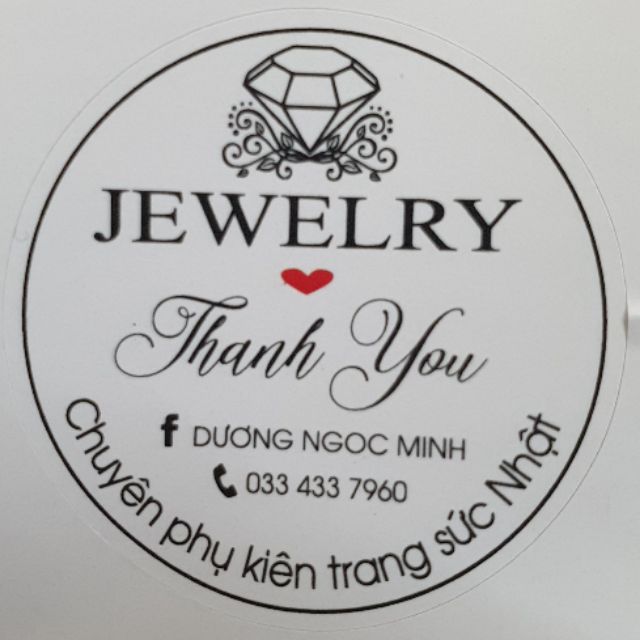 JEWELRY
Thanh You
f DƯƠNG NGOC MINH
033 433 7960
Chuyên phụ kiên trang sức Nhật